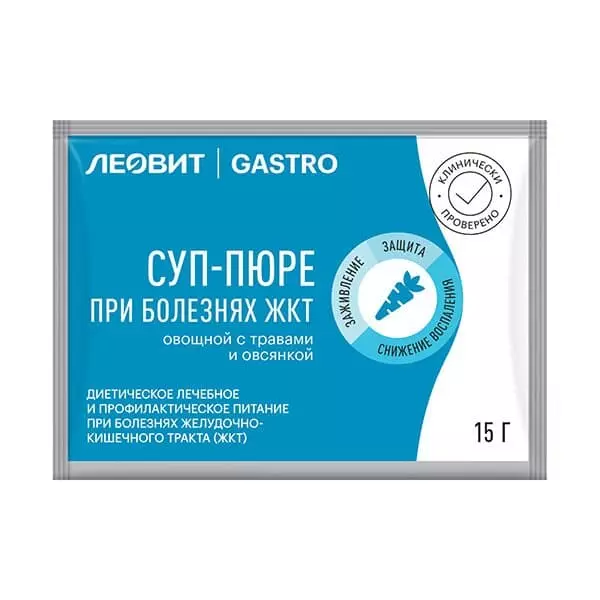 ЛЕОВИТ | GASTRO
КЛИНИЧЕСКИ
ПРОВЕРЕНО
СУП-ПЮРЕ
ПРИ БОЛЕЗНЯХ ЖКТ
овощной с травами
и овсянкой
ЗАЖИВЛЕНИЕ
ЗАЩИТА
СНИЖЕНИЕ ВОСПАЛЕНИЯ
ДИЕТИЧЕСКОЕ ЛЕЧЕБНОЕ
И ПРОФИЛАКТИЧЕСКОЕ ПИТАНИЕ
ПРИ БОЛЕЗНЯХ ЖЕЛУДОЧНО-
КИШЕЧНОГО ТРАКТА (ЖКТ)
15 Г